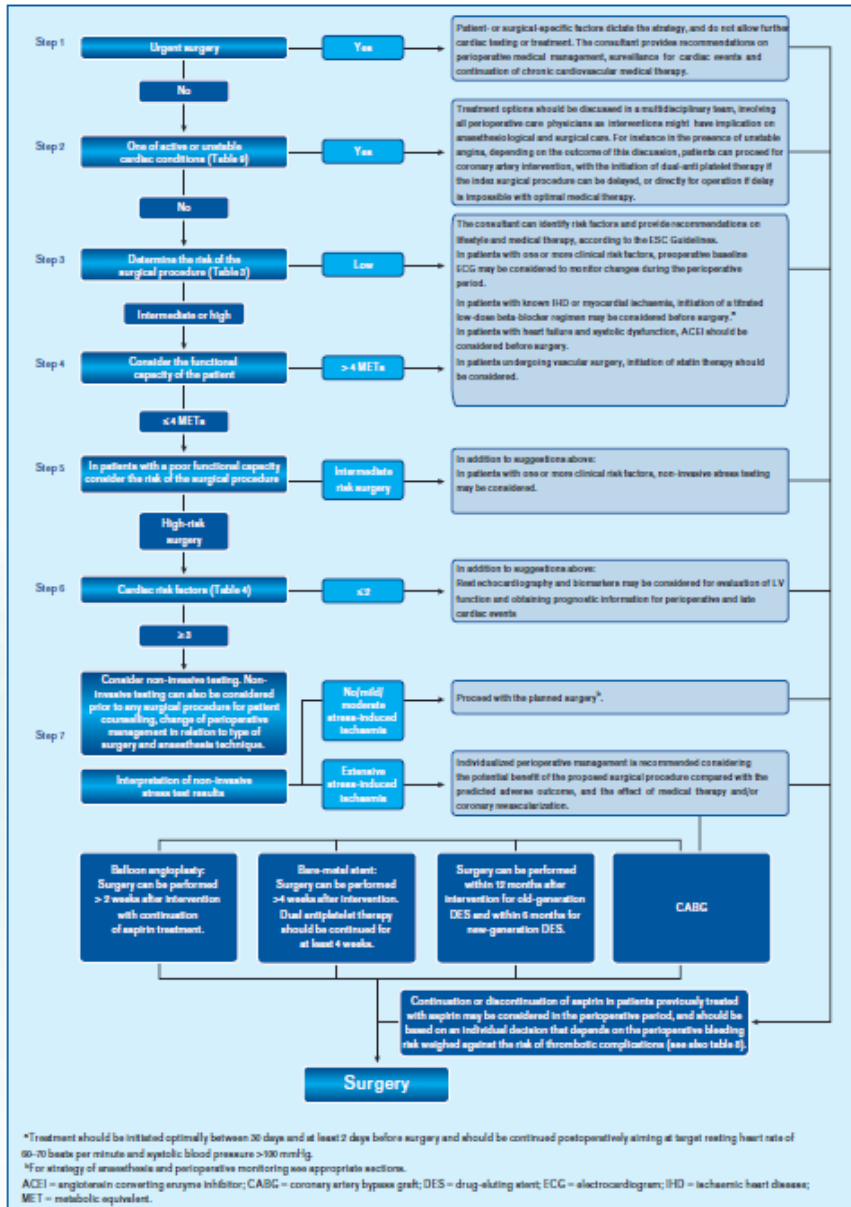 Step 1
Urgent surgery
Yes
Patient- or surgical-specific factors dictate the strategy, and do not allow further
cardiac testing or treatment. The consultant provides recommendations on
perioperative medical management, surveillance for cardiac events and
continuation of chronic cardiovascular medical therapy.
No
Step 2
One of active or unstable
cardiac conditions (Table 9)
Yes
Treatment options should be discussed in a multidisciplinary team, involving
all perioperative care physicians as interventions might have implication on
anaesthesiological and surgical care. For instance in the presence of unstable
angina, depending on the outcome of this discussion, patients can proceed for
coronary artery intervention, with the initiation of dual-anti platelet therapy if
the index surgical procedure can be delayed, or directly for operation if delay
is impossible with optimal medical therapy.
No
Step 3
Determine the risk of the
surgical procedure (Table 3)
Low
The consultant can identify risk factors and provide recommendations on
lifestyle and medical therapy, according to the ESC Guidelines.
In patients with one or more clinical risk factors, preoperative baseline
ECG may be considered to monitor changes during the perioperative
period.
In patients with known IHD or myocardial ischaemia, initiation of a titrated
low-dose beta-blocker regimen may be considered before surgery.a
In patients with heart failure and systolic dysfunction, ACEI should be
considered before surgery.
In patients undergoing vascular surgery, initiation of statin therapy should
be considered.
Intermediate or high
Step 4
Consider the functional
capacity of the patient
>4 METs
≤4 METs
Step 5
In patients with a poor functional capacity
consider the risk of the surgical procedure
Intermediate
risk surgery
In addition to suggestions above:
In patients with one or more clinical risk factors, non-invasive stress testing
may be considered.
High-risk
surgery
Step 6
Cardiac risk factors (Table 4)
≤2
In addition to suggestions above:
Rest echocardiography and biomarkers may be considered for evaluation of LV
function and obtaining prognostic information for perioperative and late
cardiac events
≥3
Step 7
Consider non-invasive testing. Non-
invasive testing can also be considered
prior to any surgical procedure for patient
counselling, change of perioperative
management in relation to type of
surgery and anaesthesia technique.
No/mild/
moderate
stress-induced
ischaemia
Proceed with the planned surgeryb.
Interpretation of non-invasive
stress test results
Extensive
stress-induced
ischaemia
Individualized perioperative management is recommended considering
the potential benefit of the proposed surgical procedure compared with the
predicted adverse outcome, and the effect of medical therapy and/or
coronary revascularization.
Balloon angioplasty:
Surgery can be performed
> 2 weeks after intervention
with continuation
of aspirin treatment.
Bare-metal stent:
Surgery can be performed
>4 weeks after intervention.
Dual antiplatelet therapy
should be continued for
at least 4 weeks.
Surgery can be performed
within 12 months after
intervention for old-generation
DES and within 6 months for
new-generation DES.
CABG
Continuation or discontinuation of aspirin in patients previously treated
with aspirin may be considered in the perioperative period, and should be
based on an individual decision that depends on the perioperative bleeding
risk weighed against the risk of thrombotic complications (see also table 8).
Surgery
aTreatment should be initiated optimally between 30 days and at least 2 days before surgery and should be continued postoperatively aiming at target resting heart rate of
60–70 beats per minute and systolic blood pressure >100 mmHg.
bFor strategy of anaesthesia and perioperative monitoring see appropriate sections.
ACEI = angiotensin converting enzyme inhibitor; CABG = coronary artery bypass graft; DES = drug-eluting stent; ECG = electrocardiogram; IHD = ischaemic heart disease;
MET = metabolic equivalent.